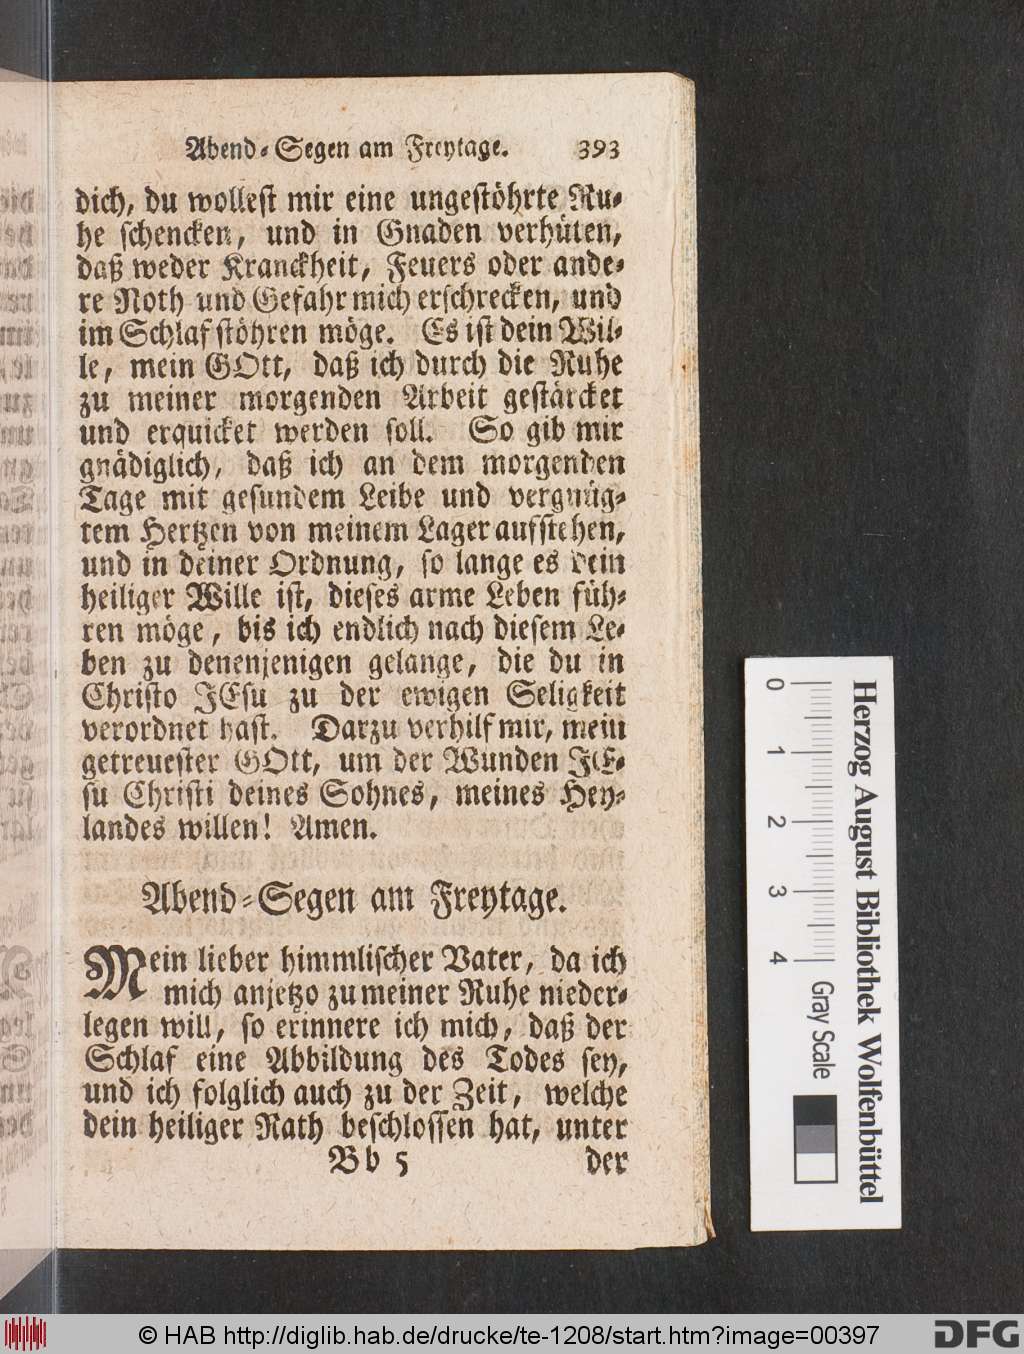 Abend-Segen am Freytage. 393
dich, du wollest mir eine ungestöhrte Ru-
he schencken, und in Gnaden verhüten,
daß weder Kranckheit, Feuers oder ande-
re Noth und Gefahr mich erschrecken, und
im Schlaf stöhren möge. Es ist dein Wil-
le, mein GOtt, daß ich durch die Ruhe
zu meiner morgenden Arbeit gestärcket
und erquicket werden soll. So gib mir
gnädiglich, daß ich an dem morgenden
Tage mit gesundem Leibe und vergnüg-
tem Hertzen von meinem Lager aufstehen,
und in deiner Ordnung, so lange es dein
heiliger Wille ist, dieses arme Leben füh-
ren möge, bis ich endlich nach diesem Le-
ben zu denenjenigen gelange, die du in
Christo JEsu zu der ewigen Seligkeit
verordnet hast. Darzu verhilf mir, mein
getreuester GOtt, um der Wunden JE-
su Christi deines Sohnes, meines Hey-
landes willen! Amen.
Abend-Segen am Freytage.
Mein lieber himmlischer Vater, da ich
mich anjetzo zu meiner Ruhe nieder-
legen will, so erinnere ich mich, daß der
Schlaf eine Abbildung des Todes sey,
und ich folglich auch zu der Zeit, welche
dein heiliger Rath beschlossen hat, unter
Bb 5 der
0 1 2 3 4 Gray Scale
Herzog August Bibliothek Wolfenbüttel
© HAB http://diglib.hab.de/drucke/te-1208/start.htm?image=00397
DFG